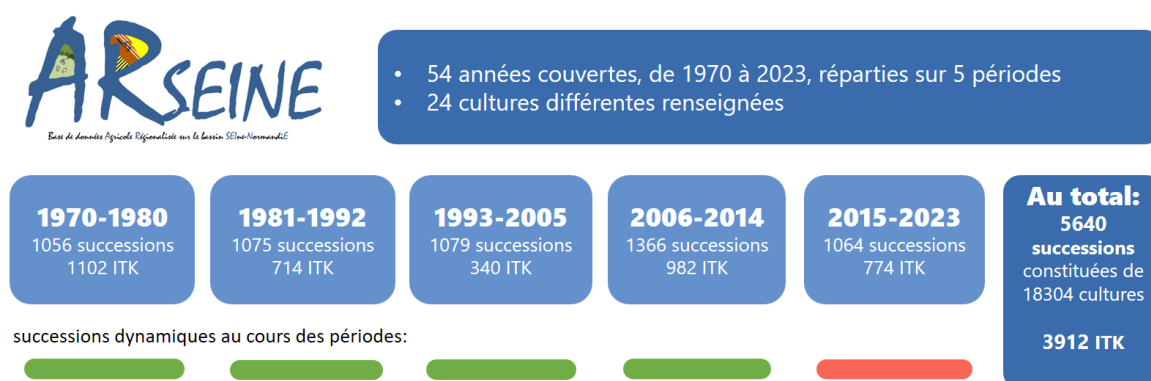 ARSEINE
Base de données Agricole Régionalisée sur le bassin SEIne-NormandiE
• 54 années couvertes, de 1970 à 2023, réparties sur 5 périodes
• 24 cultures différentes renseignées
1970-1980
1056 successions
1102 ITK
1981-1992
1075 successions
714 ITK
1993-2005
1079 successions
340 ITK
2006-2014
1366 successions
982 ITK
2015-2023
1064 successions
774 ITK
Au total:
5640
successions
constituées de
18304 cultures
3912 ITK
successions dynamiques au cours des périodes: